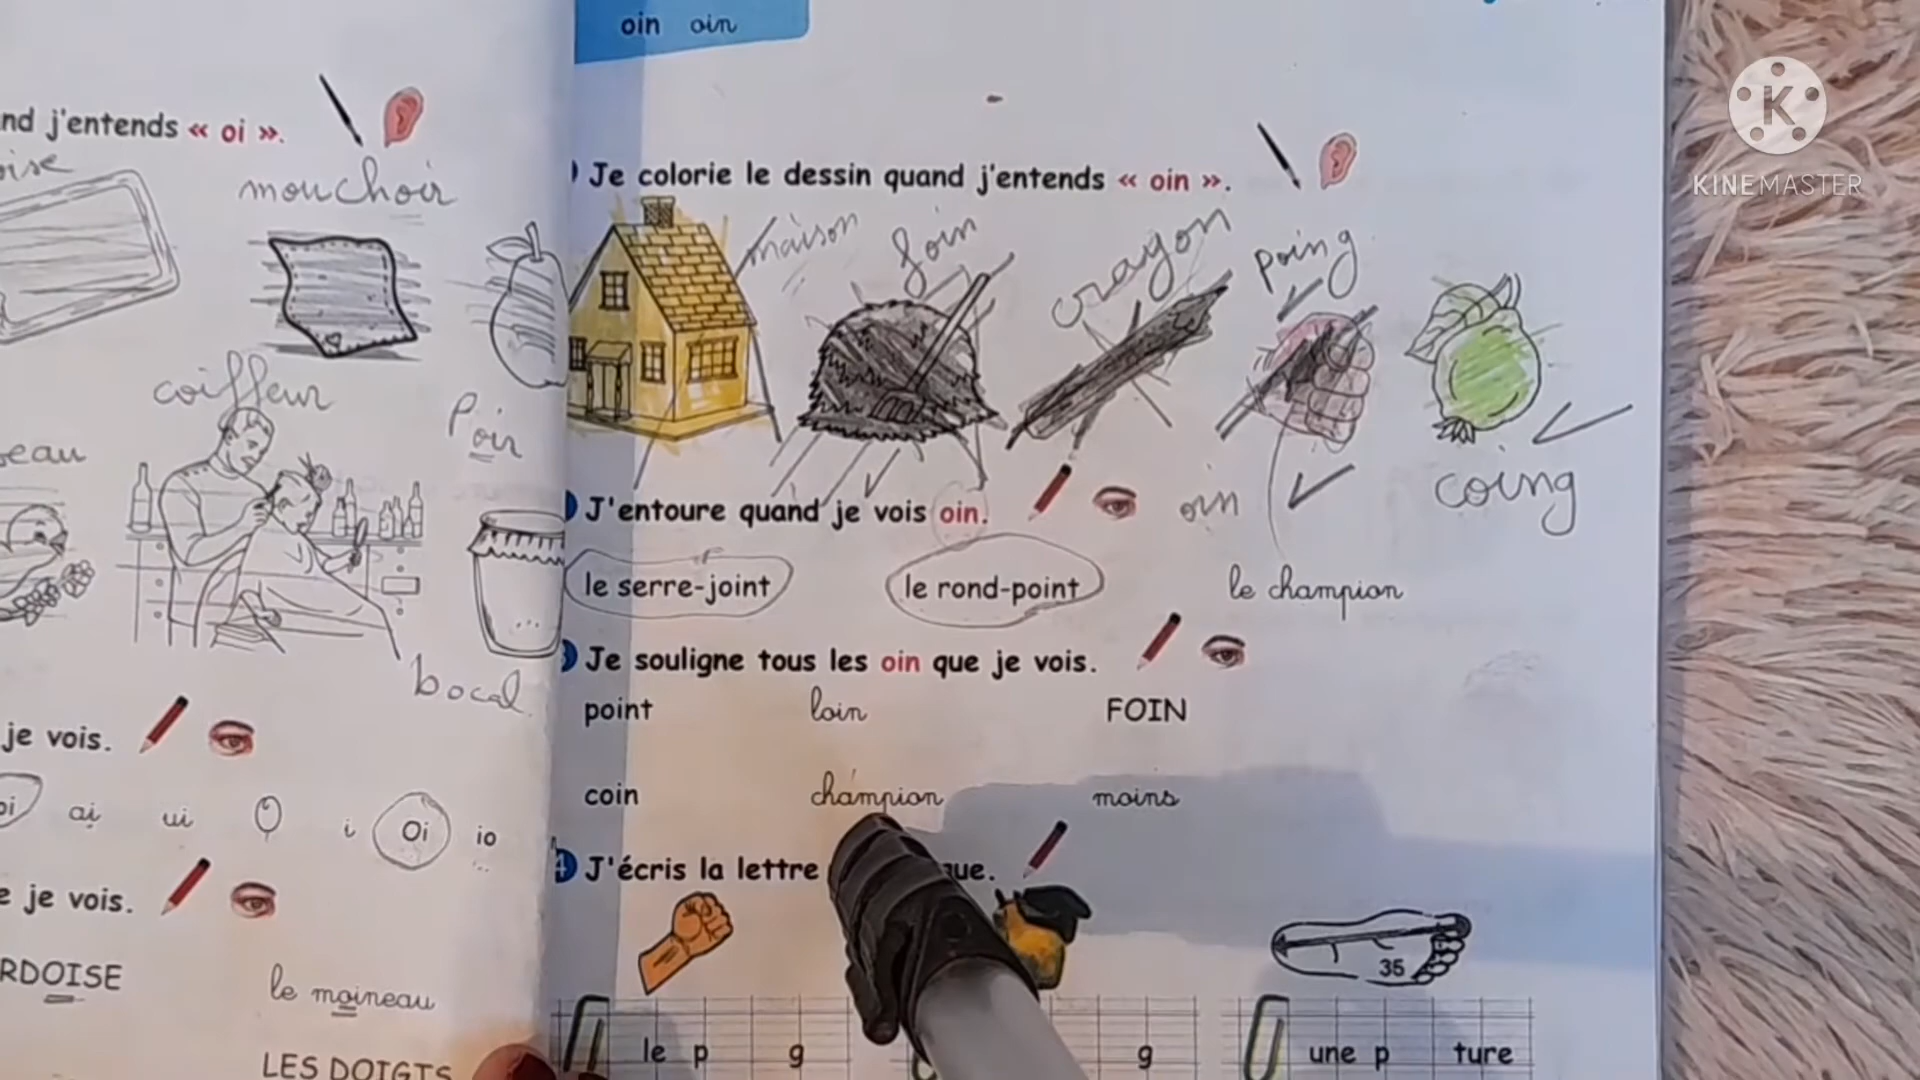 nd j'entends « oi ».
mouchoir
coiffeur
Poir
eau
bocal
je vois.
oi ai ui O i Oi io
e je vois.
RDOISE
le moineau
LES DOIGTS
oin oin
Je colorie le dessin quand j'entends « oin ».
maison foin crayon poing
coing
J'entoure quand je vois oin.
oin
le serre-joint le rond-point le champion
3 Je souligne tous les oin que je vois.
point loin FOIN
coin champion moins
4 J'écris la lettre que.
35
le p g g une p ture
KINEMASTER